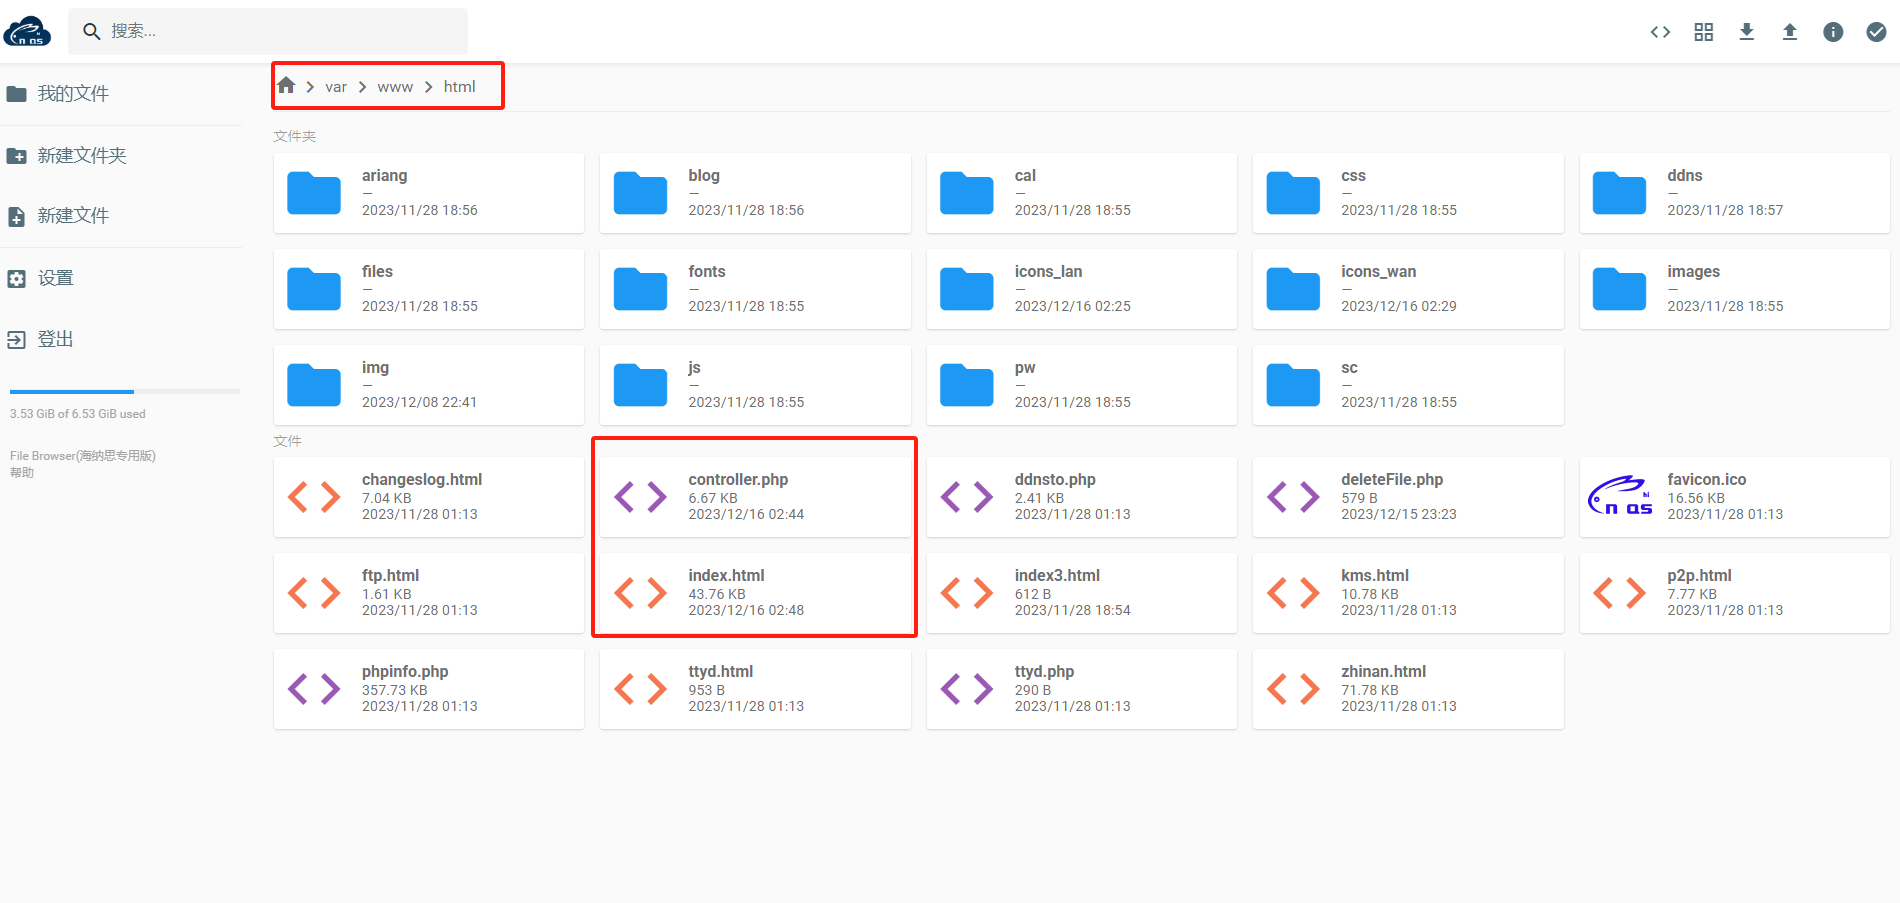 搜索...
我的文件
新建文件夹
新建文件
设置
登出
3.53 GiB of 6.53 GiB used
File Browser(海纳思专用版)
帮助
var
www
html
文件夹
ariang
—
2023/11/28 18:56
blog
—
2023/11/28 18:56
cal
—
2023/11/28 18:55
css
—
2023/11/28 18:55
ddns
—
2023/11/28 18:57
files
—
2023/11/28 18:55
fonts
—
2023/11/28 18:55
icons_lan
—
2023/12/16 02:25
icons_wan
—
2023/12/16 02:29
images
—
2023/11/28 18:55
img
—
2023/12/08 22:41
js
—
2023/11/28 18:55
pw
—
2023/11/28 18:55
sc
—
2023/11/28 18:55
文件
changeslog.html
7.04 KB
2023/11/28 01:13
controller.php
6.67 KB
2023/12/16 02:44
ddnsto.php
2.41 KB
2023/11/28 01:13
deleteFile.php
579 B
2023/12/15 23:23
hi
nas
favicon.ico
16.56 KB
2023/11/28 01:13
ftp.html
1.61 KB
2023/11/28 01:13
index.html
43.76 KB
2023/12/16 02:48
index3.html
612 B
2023/11/28 18:54
kms.html
10.78 KB
2023/11/28 01:13
p2p.html
7.77 KB
2023/11/28 01:13
phpinfo.php
357.73 KB
2023/11/28 01:13
ttyd.html
953 B
2023/11/28 01:13
ttyd.php
290 B
2023/11/28 01:13
zhinan.html
71.78 KB
2023/11/28 01:13